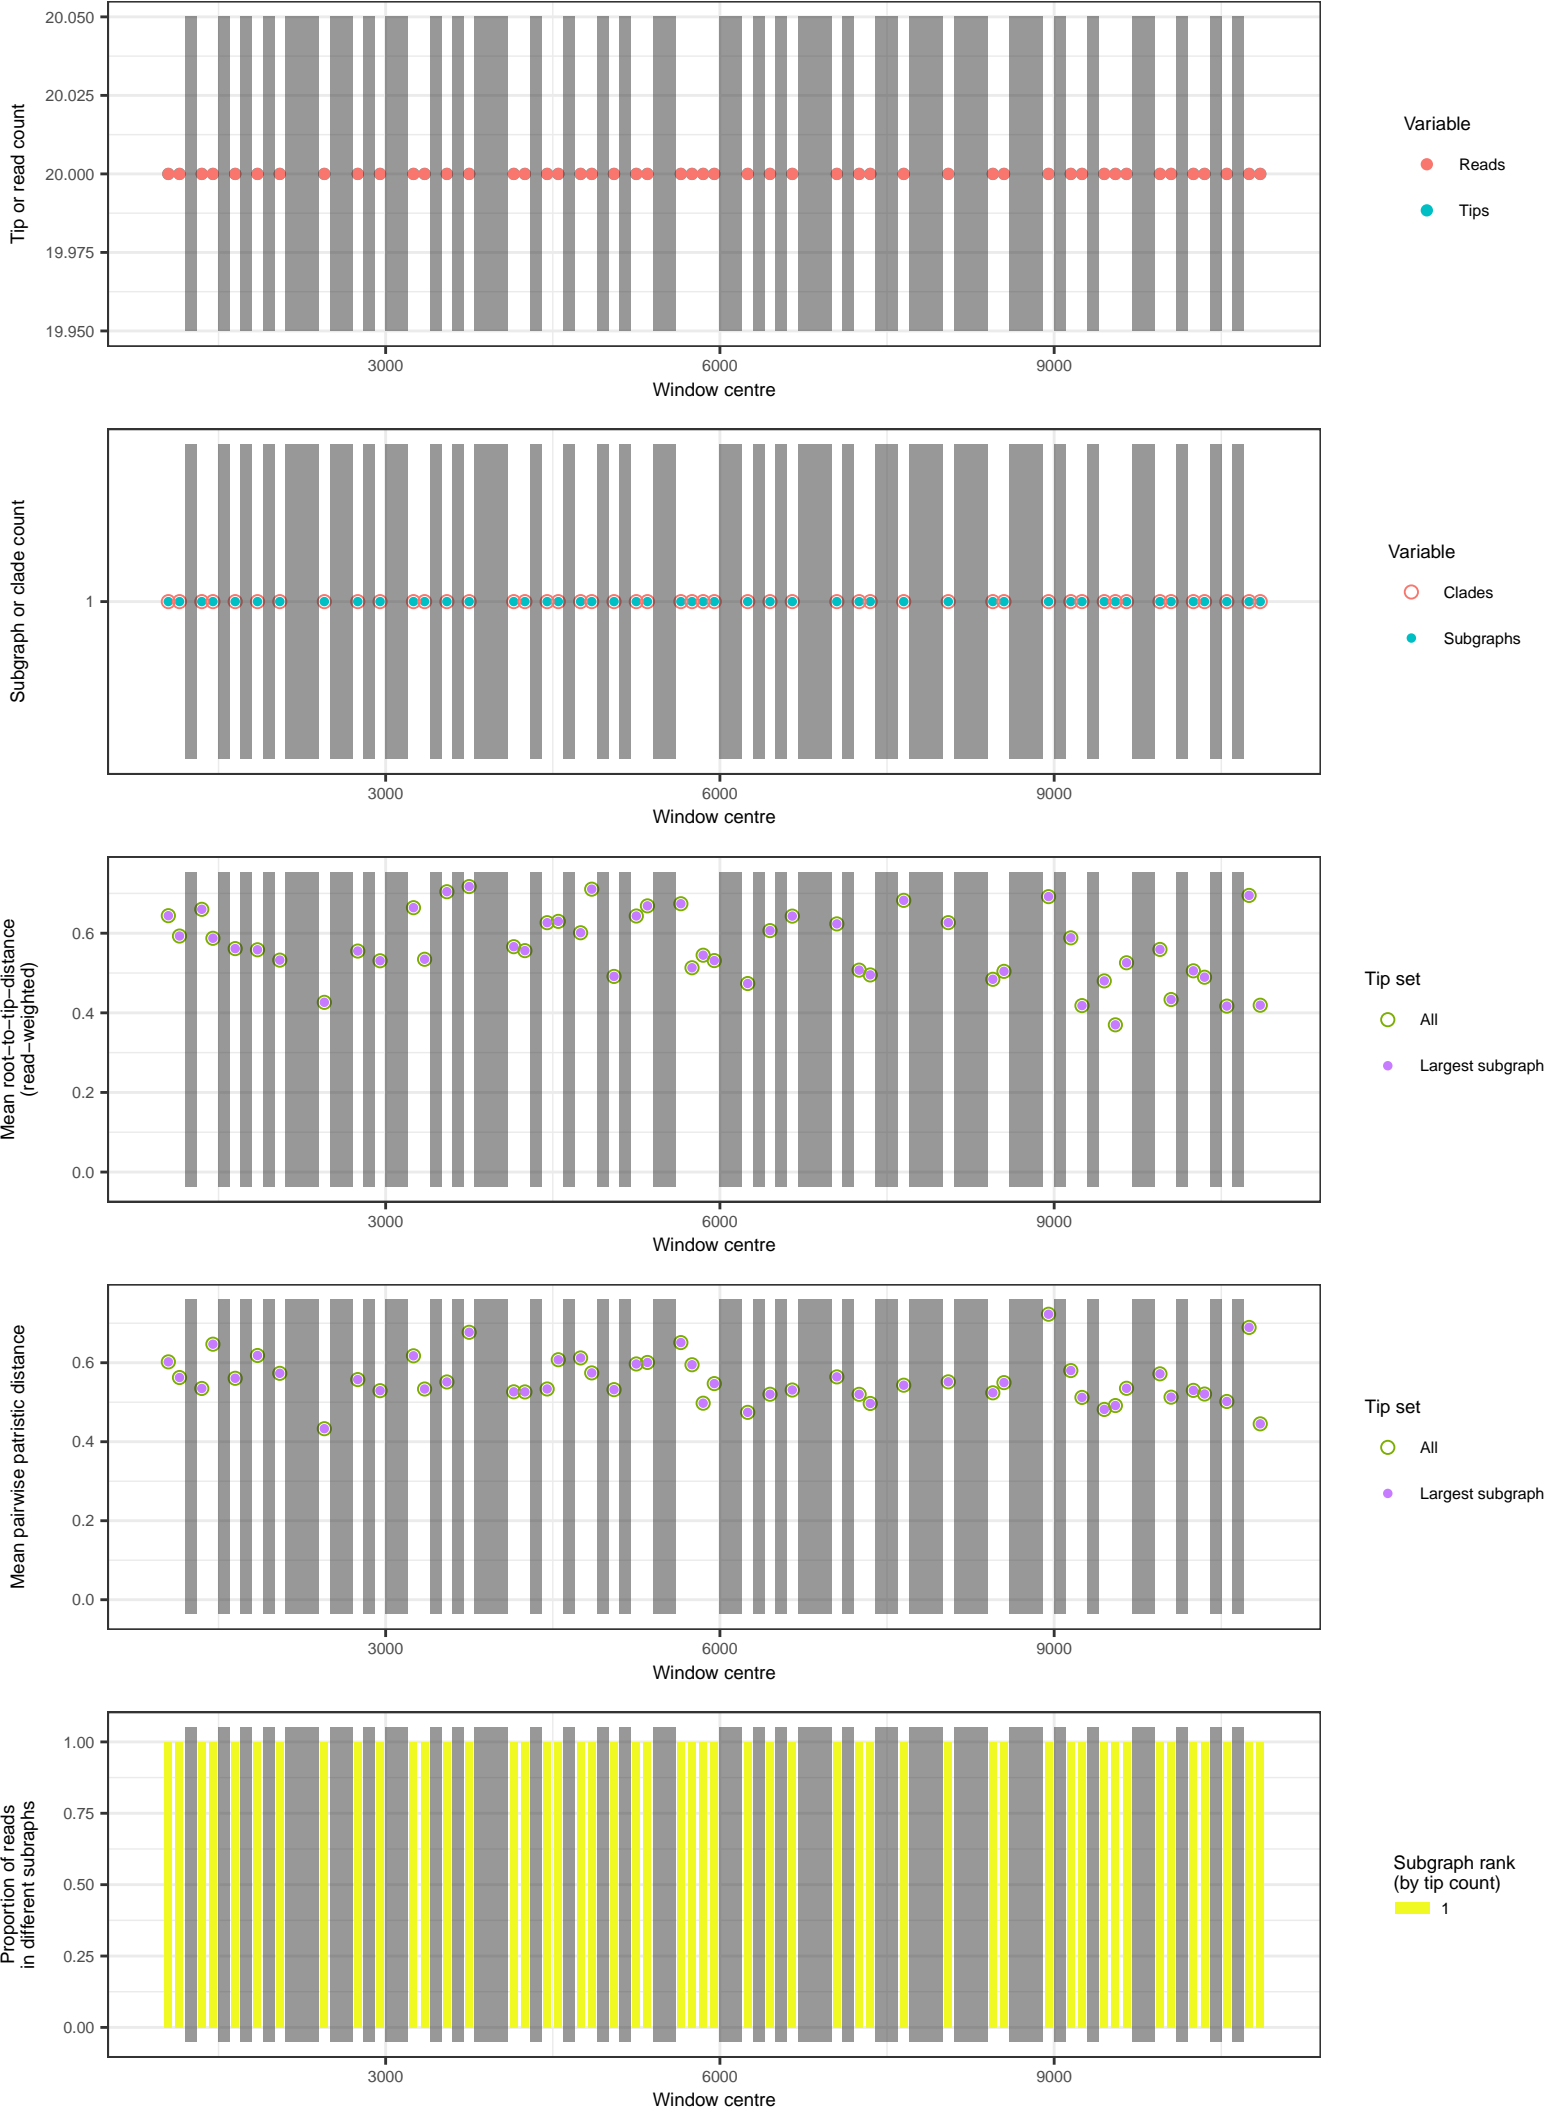 20.050
20.025
20.000
19.975
19.950
Tip or read count
3000
6000
9000
Window centre
Variable
Reads
Tips
1
Subgraph or clade count
3000
6000
9000
Window centre
Variable
Clades
Subgraphs
0.6
0.4
0.2
0.0
Mean root−to−tip−distance
(read−weighted)
3000
6000
9000
Window centre
Tip set
All
Largest subgraph
0.6
0.4
0.2
0.0
Mean pairwise patristic distance
3000
6000
9000
Window centre
Tip set
All
Largest subgraph
1.00
0.75
0.50
0.25
0.00
Proportion of reads
in different subraphs
3000
6000
9000
Window centre
Subgraph rank
(by tip count)
1